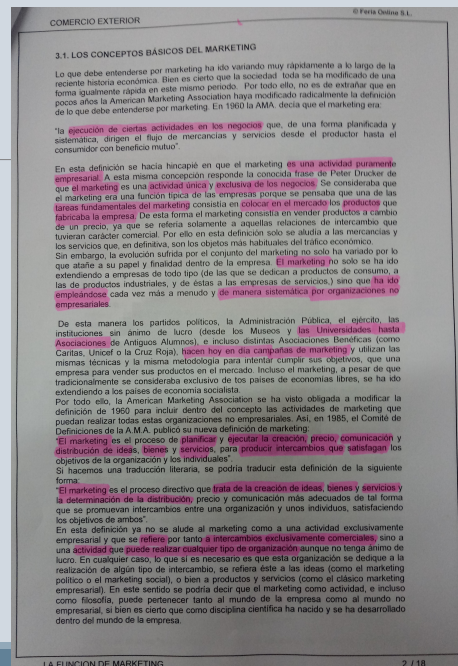 © Feria Online S.L.
COMERCIO EXTERIOR
3.1. LOS CONCEPTOS BÁSICOS DEL MARKETING
Lo que debe entenderse por marketing ha ido variando muy rápidamente a lo largo de la
reciente historia económica. Bien es cierto que la sociedad toda se ha modificado de una
forma igualmente rápida en este mismo periodo. Por todo ello, no es de extrañar que en
pocos años la American Marketing Association haya modificado radicalmente la definición
de lo que debe entenderse por marketing. En 1960 la AMA. decía que el marketing era:
"la ejecución de ciertas actividades en los negocios que, de una forma planificada y
sistemática, dirigen el flujo de mercancías y servicios desde el productor hasta el
consumidor con beneficio mutuo".
En esta definición se hacía hincapié en que el marketing es una actividad puramente
empresarial. A esta misma concepción responde la conocida frase de Peter Drucker de
que el marketing es una actividad única y exclusiva de los negocios. Se consideraba que
el marketing era una función típica de las empresas porque se pensaba que una de las
tareas fundamentales del marketing consistía en colocar en el mercado los productos que
fabricaba la empresa. De esta forma el marketing consistía en vender productos a cambio
de un precio, ya que se refería solamente a aquellas relaciones de intercambio que
tuvieran carácter comercial. Por ello en esta definición solo se aludía a las mercancías y
los servicios que, en definitiva, son los objetos más habituales del tráfico económico.
Sin embargo, la evolución sufrida por el conjunto del marketing no solo ha variado por lo
que atañe a su papel y finalidad dentro de la empresa. El marketing no solo se ha ido
extendiendo a empresas de todo tipo (de las que se dedican a productos de consumo, a
las de productos industriales, y de éstas a las empresas de servicios,) sino que ha ido
empleándose cada vez más a menudo y de manera sistemática por organizaciones no
empresariales.
De esta manera los partidos políticos, la Administración Pública, el ejército, las
instituciones sin ánimo de lucro (desde los Museos y las Universidades hasta
Asociaciones de Antiguos Alumnos), e incluso distintas Asociaciones Benéficas (como
Caritas, Unicef o la Cruz Roja), hacen hoy en día campañas de marketing y utilizan las
mismas técnicas y la misma metodología para intentar cumplir sus objetivos, que una
empresa para vender sus productos en el mercado. Incluso el marketing, a pesar de que
tradicionalmente se consideraba exclusivo de los países de economías libres, se ha ido
extendiendo a los países de economía socialista.
Por todo ello, la American Marketing Association se ha visto obligada a modificar la
definición de 1960 para incluir dentro del concepto las actividades de marketing que
puedan realizar todas estas organizaciones no empresariales. Así, en 1985, el Comité de
Definiciones de la A.M.A. publicó su nueva definición de marketing:
"El marketing es el proceso de planificar y ejecutar la creación, precio, comunicación y
distribución de ideas, bienes y servicios, para producir intercambios que satisfagan los
objetivos de la organización y los individuales".
Si hacemos una traducción literaria, se podría traducir esta definición de la siguiente
forma:
"El marketing es el proceso directivo que trata de la creación de ideas, bienes y servicios y
la determinación de la distribución, precio y comunicación más adecuados de tal forma
que se promuevan intercambios entre una organización y unos individuos, satisfaciendo
los objetivos de ambos".
En esta definición ya no se alude al marketing como a una actividad exclusivamente
empresarial y que se refiere por tanto a intercambios exclusivamente comerciales, sino a
una actividad que puede realizar cualquier tipo de organización aunque no tenga ánimo de
lucro. En cualquier caso, lo que sí es necesario es que esta organización se dedique a la
realización de algún tipo de intercambio, se refiera éste a las ideas (como el marketing
político o el marketing social), o bien a productos y servicios (como el clásico marketing
empresarial). En este sentido se podría decir que el marketing como actividad, e incluso
como filosofía, puede pertenecer tanto al mundo de la empresa como al mundo no
empresarial, si bien es cierto que como disciplina científica ha nacido y se ha desarrollado
dentro del mundo de la empresa.
LA FUNCIÓN DE MARKETING
2 / 18